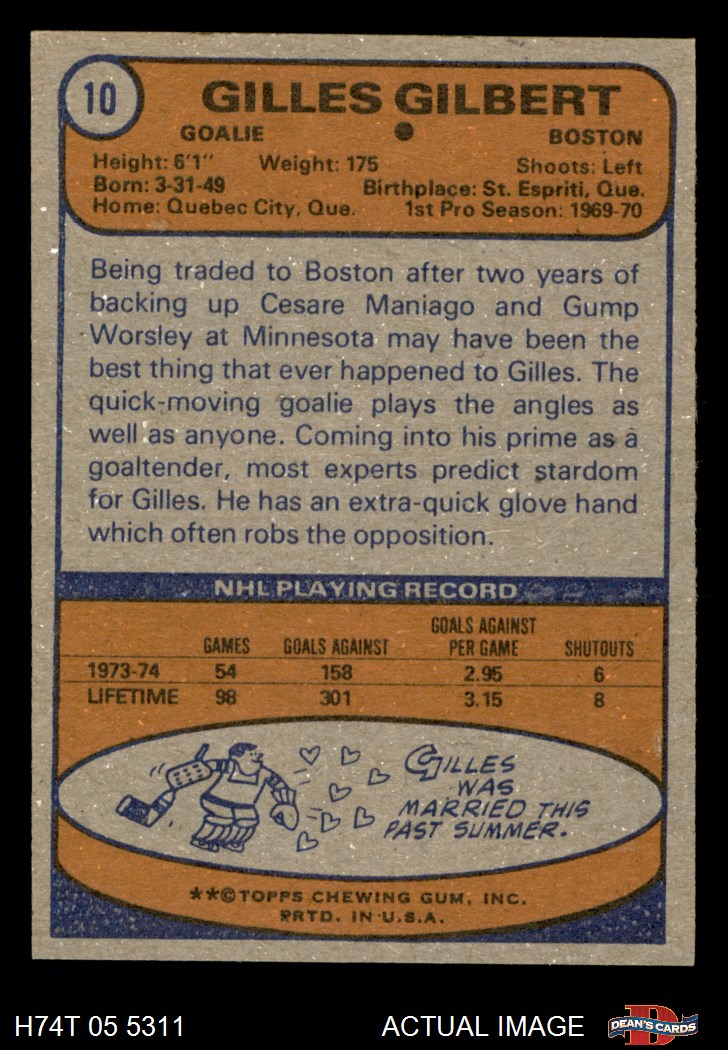 10
GILLES GILBERT
GOALIE ● BOSTON
Height: 6'1" Weight: 175 Shoots: Left
Born: 3-31-49 Birthplace: St. Espriti, Que.
Home: Quebec City, Que. 1st Pro Season: 1969-70
Being traded to Boston after two years of
backing up Cesare Maniago and Gump
Worsley at Minnesota may have been the
best thing that ever happened to Gilles. The
quick-moving goalie plays the angles as
well as anyone. Coming into his prime as a
goaltender, most experts predict stardom
for Gilles. He has an extra-quick glove hand
which often robs the opposition.
NHL PLAYING RECORD
GAMES GOALS AGAINST GOALS AGAINST PER GAME SHUTOUTS
1973-74 54 158 2.95 6
LIFETIME 98 301 3.15 8
GILLES
WAS
MARRIED THIS
PAST SUMMER.
**©TOPPS CHEWING GUM, INC.
PRTD. IN U.S.A.
H74T 05 5311 ACTUAL IMAGE DEAN'S CARDS